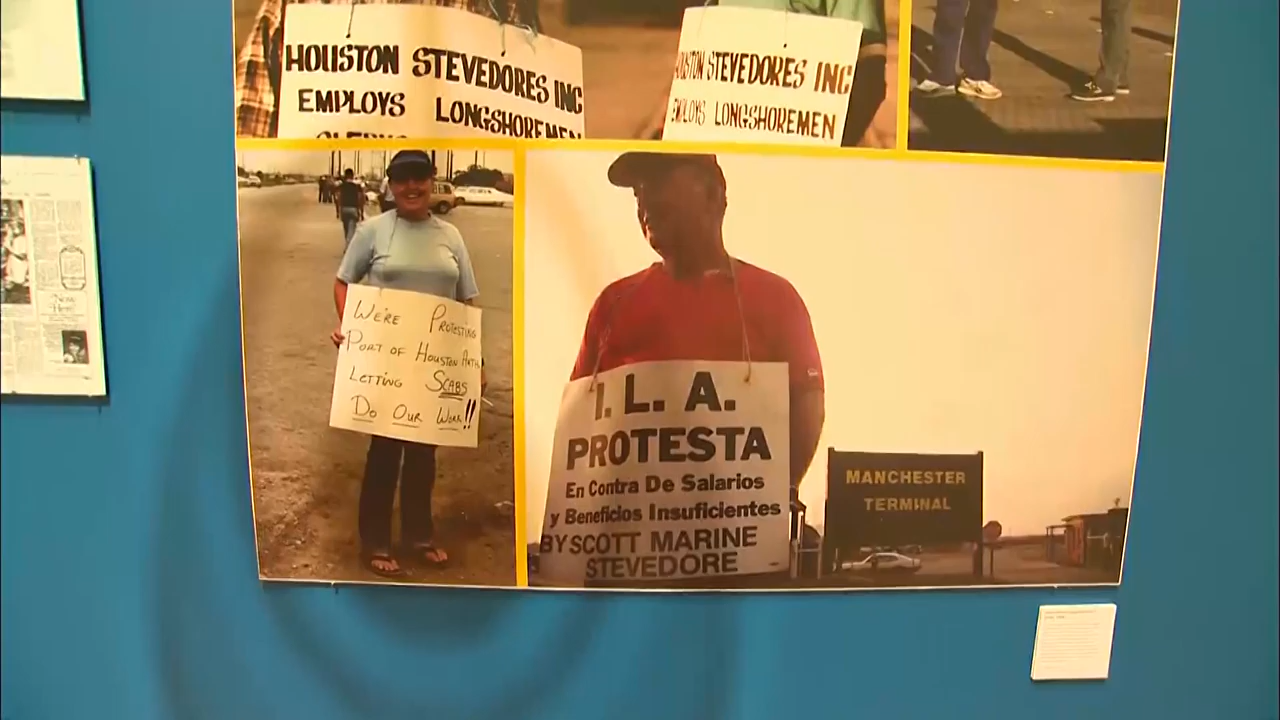 HOUSTON STEVEDORES INC
EMPLOYS LONGSHOREMEN
HOUSTON STEVEDORES INC
EMPLOYS LONGSHOREMEN
WE'RE PROTESTING
PORT OF HOUSTON AUTH
LETTING SCABS
DO OUR WORK!!
I. L. A.
PROTESTA
En Contra De Salarios
y Beneficios Insuficientes
BY SCOTT MARINE
STEVEDORE
MANCHESTER
TERMINAL